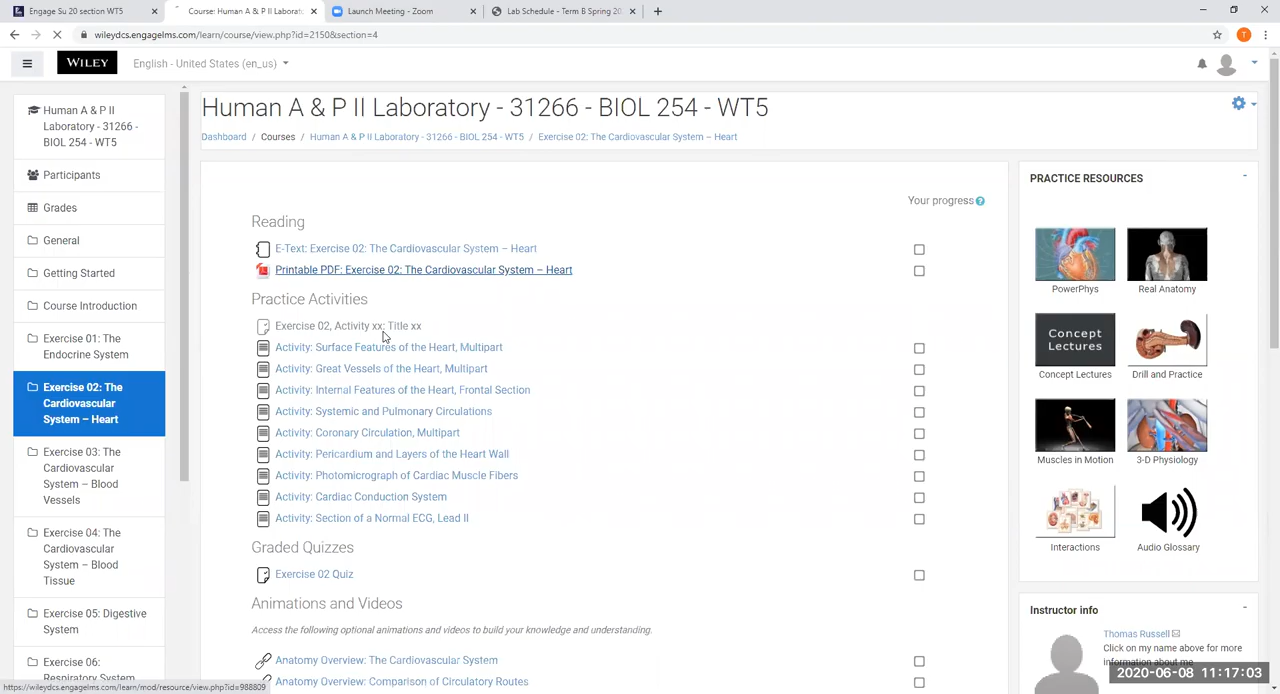 Engage Su 20 section WT5
Course: Human A & P II Laborato
Launch Meeting - Zoom
Lab Schedule - Term B Spring 20
wileydcs.engagelms.com/learn/course/view.php?id=2150&section=4
T
WILEY
English - United States (en_us)
Human A & P II Laboratory - 31266 - BIOL 254 - WT5
Dashboard / Courses / Human A & P II Laboratory - 31266 - BIOL 254 - WT5 / Exercise 02: The Cardiovascular System – Heart
Human A & P II
Laboratory - 31266 -
BIOL 254 - WT5
Participants
Grades
General
Getting Started
Course Introduction
Exercise 01: The
Endocrine System
Exercise 02: The
Cardiovascular
System – Heart
Exercise 03: The
Cardiovascular
System – Blood
Vessels
Exercise 04: The
Cardiovascular
System – Blood
Tissue
Exercise 05: Digestive
System
Exercise 06:
Respiratory System
Your progress
Reading
E-Text: Exercise 02: The Cardiovascular System – Heart
Printable PDF: Exercise 02: The Cardiovascular System – Heart
Practice Activities
Exercise 02, Activity xx: Title xx
Activity: Surface Features of the Heart, Multipart
Activity: Great Vessels of the Heart, Multipart
Activity: Internal Features of the Heart, Frontal Section
Activity: Systemic and Pulmonary Circulations
Activity: Coronary Circulation, Multipart
Activity: Pericardium and Layers of the Heart Wall
Activity: Photomicrograph of Cardiac Muscle Fibers
Activity: Cardiac Conduction System
Activity: Section of a Normal ECG, Lead II
Graded Quizzes
Exercise 02 Quiz
Animations and Videos
Access the following optional animations and videos to build your knowledge and understanding.
Anatomy Overview: The Cardiovascular System
Anatomy Overview: Comparison of Circulatory Routes
PRACTICE RESOURCES
PowerPhys
Real Anatomy
Concept
Lectures
Concept Lectures
Drill and Practice
Muscles in Motion
3-D Physiology
Interactions
Audio Glossary
Instructor info
Thomas Russell
Click on my name above for more
information about me
2020-06-08 11:17:03
https://wileydcs.engagelms.com/learn/mod/resource/view.php?id=988809